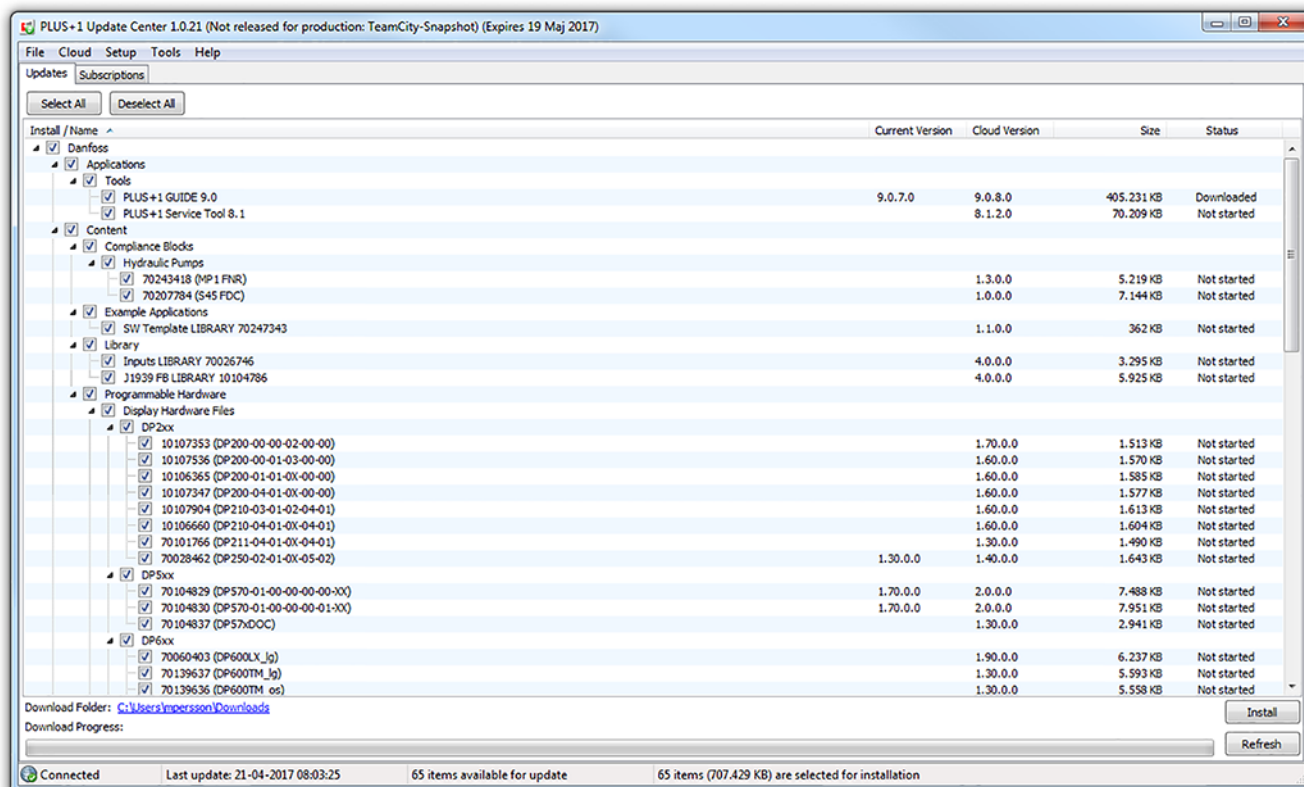 PLUS+1 Update Center 1.0.21 (Not released for production: TeamCity-Snapshot) (Expires 19 Maj 2017)
File Cloud Setup Tools Help
Updates Subscriptions
Select All Deselect All
Install / Name Current Version Cloud Version Size Status
Danfoss
Applications
Tools
PLUS+1 GUIDE 9.0 9.0.7.0 9.0.8.0 405.231 KB Downloaded
PLUS+1 Service Tool 8.1 8.1.2.0 70.209 KB Not started
Content
Compliance Blocks
Hydraulic Pumps
70243418 (MP1 FNR) 1.3.0.0 5.219 KB Not started
70207784 (S45 FDC) 1.0.0.0 7.144 KB Not started
Example Applications
SW Template LIBRARY 70247343 1.1.0.0 362 KB Not started
Library
Inputs LIBRARY 70026746 4.0.0.0 3.295 KB Not started
J1939 FB LIBRARY 10104786 4.0.0.0 5.925 KB Not started
Programmable Hardware
Display Hardware Files
DP2xx
10107353 (DP200-00-00-02-00-00) 1.70.0.0 1.513 KB Not started
10107536 (DP200-00-01-03-00-00) 1.60.0.0 1.570 KB Not started
10106365 (DP200-01-01-0X-00-00) 1.60.0.0 1.585 KB Not started
10107347 (DP200-04-01-0X-00-00) 1.60.0.0 1.577 KB Not started
10107904 (DP210-03-01-02-04-01) 1.60.0.0 1.613 KB Not started
10106660 (DP210-04-01-0X-04-01) 1.60.0.0 1.604 KB Not started
70101766 (DP211-04-01-0X-04-01) 1.30.0.0 1.490 KB Not started
70028462 (DP250-02-01-0X-05-02) 1.30.0.0 1.40.0.0 1.643 KB Not started
DP5xx
70104829 (DP570-01-00-00-00-00-XX) 1.70.0.0 2.0.0.0 7.488 KB Not started
70104830 (DP570-01-00-00-00-01-XX) 1.70.0.0 2.0.0.0 7.951 KB Not started
70104837 (DP57xDOC) 1.30.0.0 2.941 KB Not started
DP6xx
70060403 (DP600LX_lg) 1.90.0.0 6.237 KB Not started
70139637 (DP600TM_lg) 1.30.0.0 5.593 KB Not started
70139636 (DP600TM_os) 1.30.0.0 5.558 KB Not started
Download Folder: C:\Users\mpersson\Downloads
Install
Download Progress:
Refresh
Connected Last update: 21-04-2017 08:03:25 65 items available for update 65 items (707.429 KB) are selected for installation